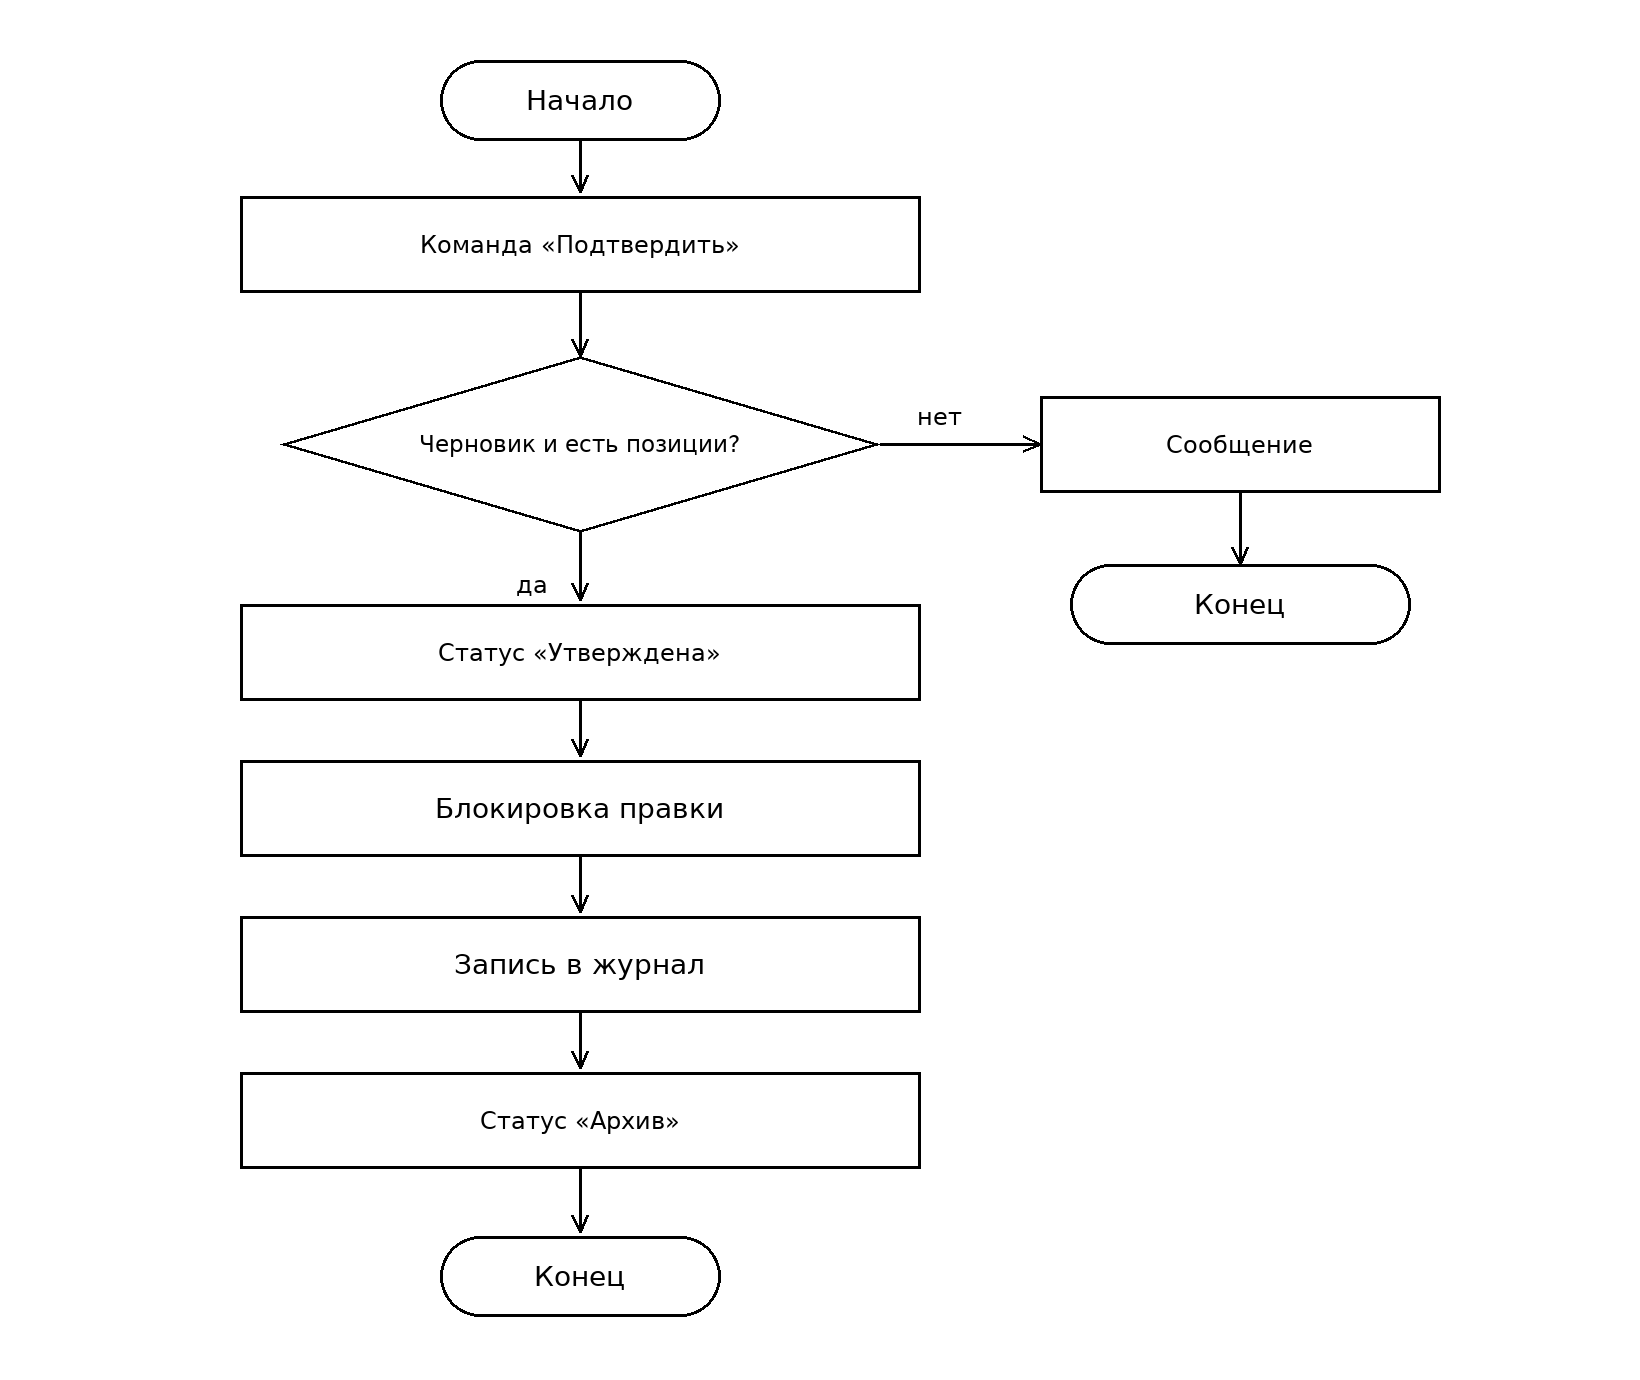 Начало
Команда «Подтвердить»
Черновик и есть позиции?
нет
Сообщение
Конец
да
Статус «Утверждена»
Блокировка правки
Запись в журнал
Статус «Архив»
Конец